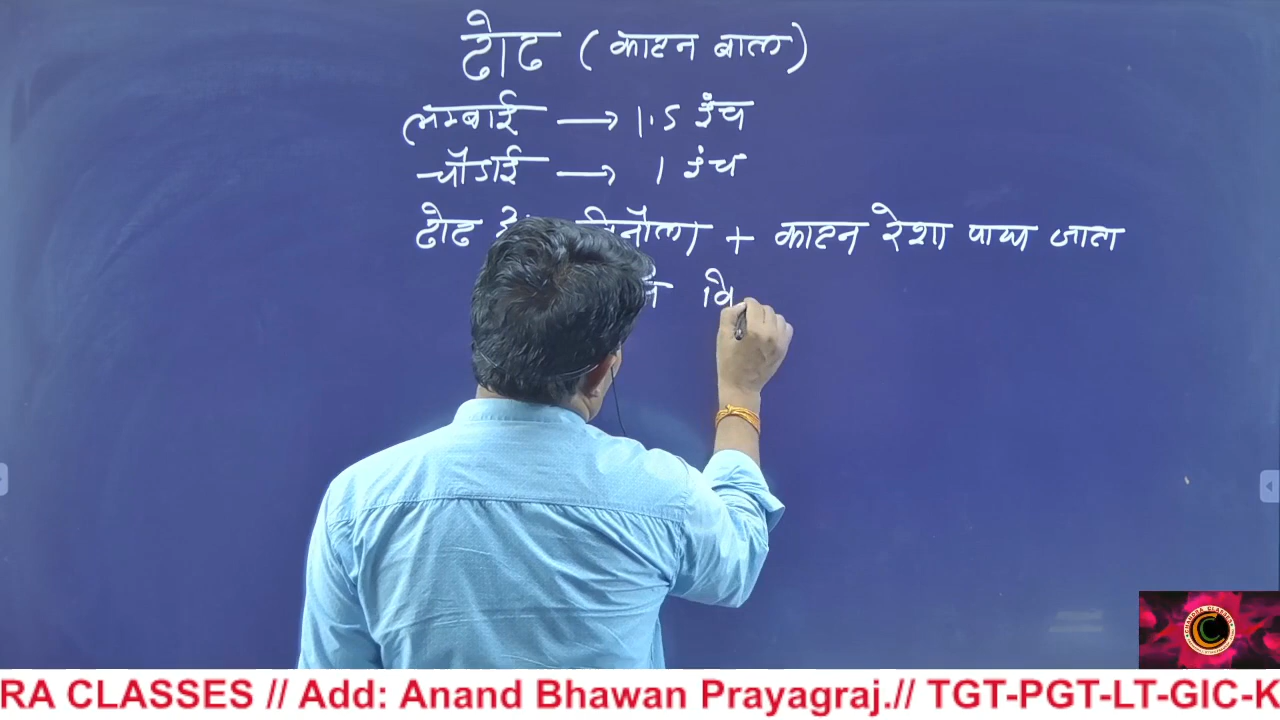 ढोढ (काटन बाल)
लम्बाई → 1.5 इंच
चौडाई → 1 इंच
ढोढ बिनौला + काटन रेशा पाया जाता
वि
RA CLASSES // Add: Anand Bhawan Prayagraj.// TGT-PGT-LT-GIC-K